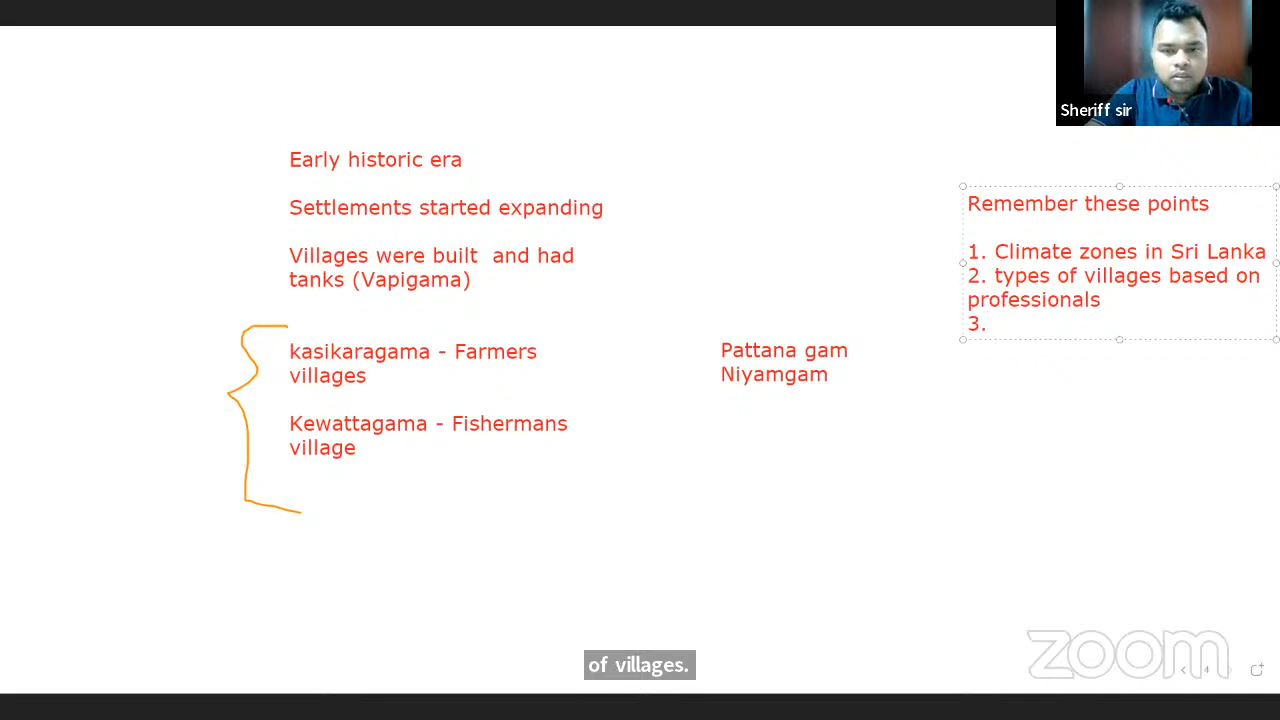 Sheriff sir
Early historic era
Settlements started expanding
Villages were built  and had
tanks (Vapigama)
kasikaragama - Farmers
villages
Kewattagama - Fishermans
village
Pattana gam
Niyamgam
Remember these points
1. Climate zones in Sri Lanka
2. types of villages based on
professionals
3.
of villages.
zoom
4